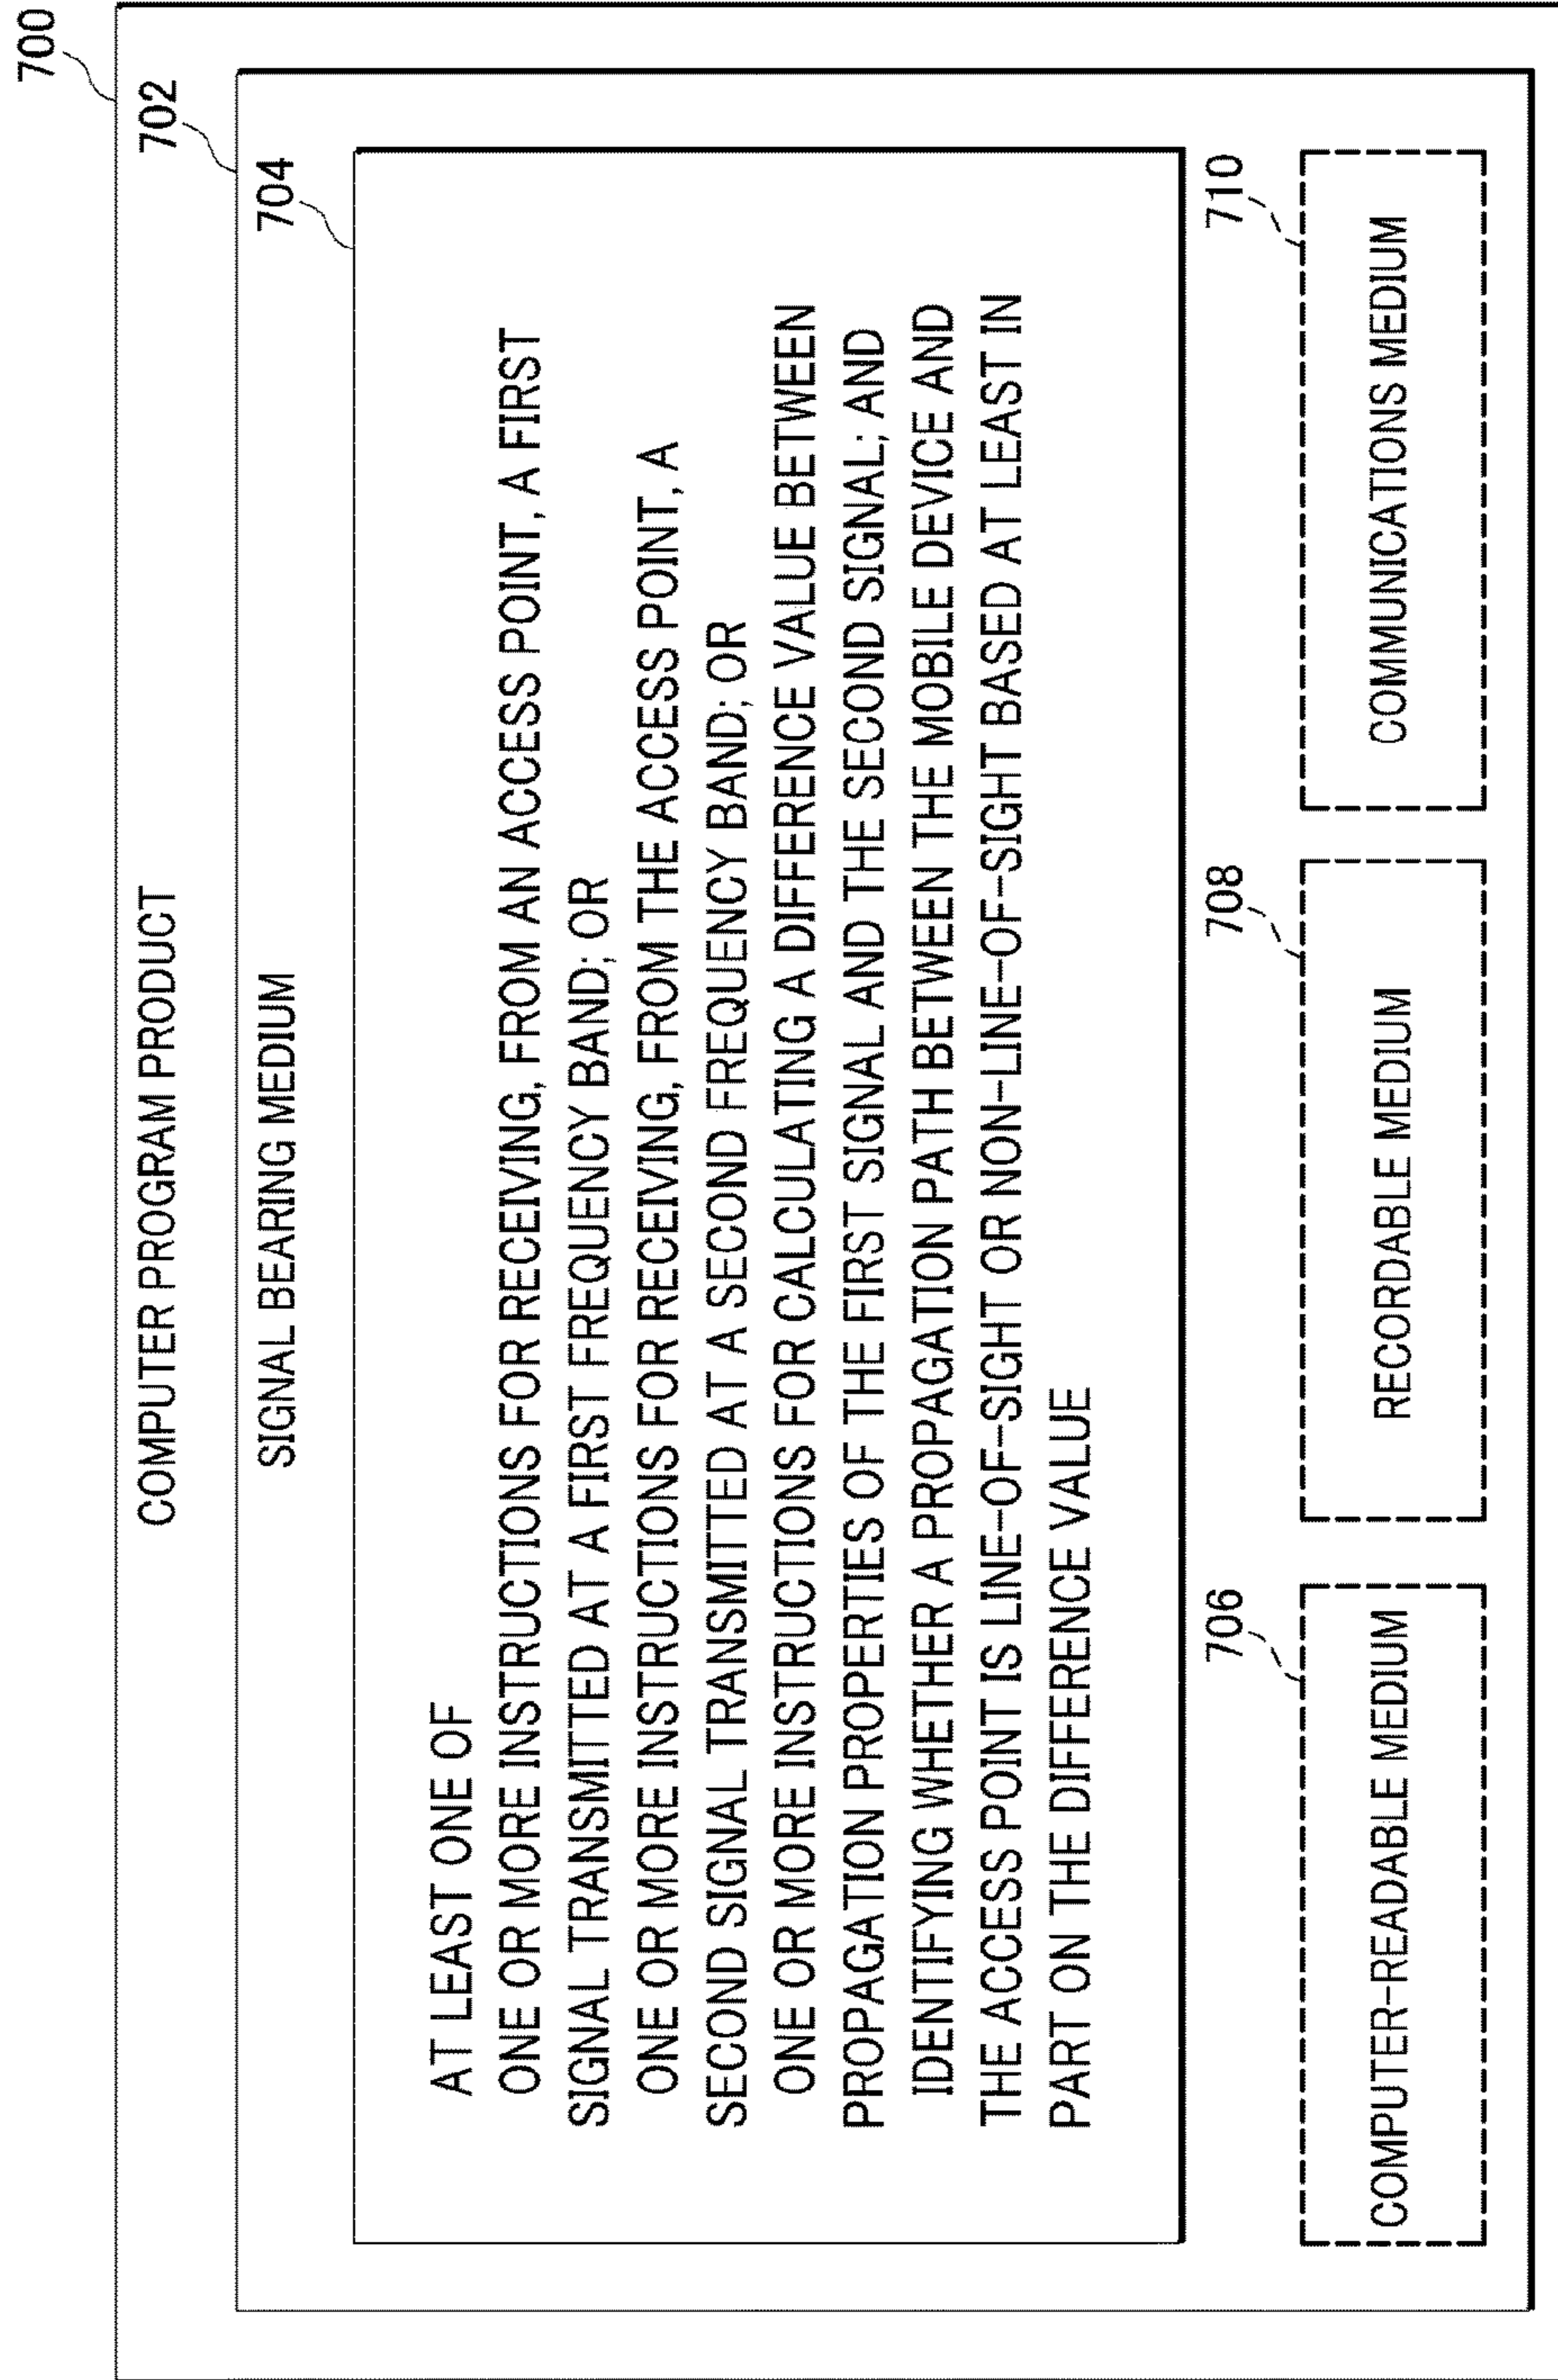 700
COMPUTER PROGRAM PRODUCT
702
SIGNAL BEARING MEDIUM
704
AT LEAST ONE OF
ONE OR MORE INSTRUCTIONS FOR RECEIVING, FROM AN ACCESS POINT, A FIRST
SIGNAL TRANSMITTED AT A FIRST FREQUENCY BAND; OR
ONE OR MORE INSTRUCTIONS FOR RECEIVING, FROM THE ACCESS POINT, A
SECOND SIGNAL TRANSMITTED AT A SECOND FREQUENCY BAND; OR
ONE OR MORE INSTRUCTIONS FOR CALCULATING A DIFFERENCE VALUE BETWEEN
PROPAGATION PROPERTIES OF THE FIRST SIGNAL AND THE SECOND SIGNAL; AND
IDENTIFYING WHETHER A PROPAGATION PATH BETWEEN THE MOBILE DEVICE AND
THE ACCESS POINT IS LINE-OF-SIGHT OR NON-LINE-OF-SIGHT BASED AT LEAST IN
PART ON THE DIFFERENCE VALUE
706
COMPUTER-READABLE MEDIUM
708
RECORDABLE MEDIUM
710
COMMUNICATIONS MEDIUM